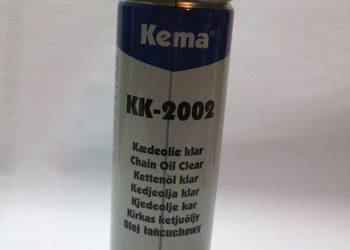 Kema®
KK-2002
Kædeolie klar
Chain Oil Clear
Kettenöl klar
Kedjeolja klar
Kjedeolje kar
Kirkas ketjuöljy
Olej łańcuchowy